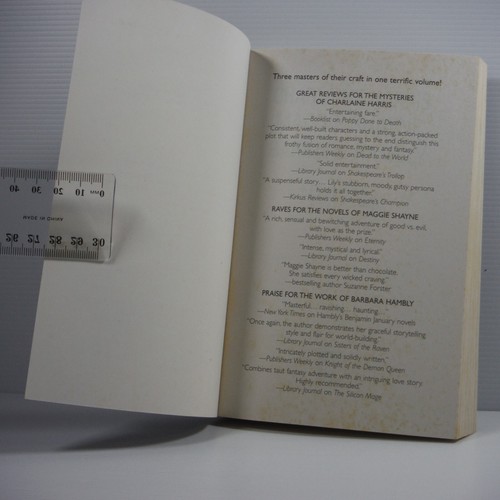 Three masters of their craft in one terrific volume!
GREAT REVIEWS FOR THE MYSTERIES
OF CHARLAINE HARRIS
"Entertaining fare."
—Booklist on Poppy Done to Death
"Consistent, well-built characters and a strong, action-packed
plot that will keep readers guessing to the end distinguish this
frothy fusion of romance, mystery and fantasy."
—Publishers Weekly on Dead to the World
"Solid entertainment."
—Library Journal on Shakespeare's Trollop
"A suspenseful story… Lily's stubborn, moody, gutsy persona
holds it all together."
—Kirkus Reviews on Shakespeare's Champion
RAVES FOR THE NOVELS OF MAGGIE SHAYNE
"A rich, sensual and bewitching adventure of good vs. evil,
with love as the prize."
—Publishers Weekly on Eternity
"Intense, mystical and lyrical."
—Library Journal on Destiny
"Maggie Shayne is better than chocolate.
She satisfies every wicked craving."
—bestselling author Suzanne Forster
PRAISE FOR THE WORK OF BARBARA HAMBLY
"Masterful… ravishing… haunting…"
—New York Times on Hambly's Benjamin January novels
"Once again, the author demonstrates her graceful storytelling
style and flair for world-building."
—Library Journal on Sisters of the Raven
"Intricately plotted and solidly written."
—Publishers Weekly on Knight of the Demon Queen
"Combines taut fantasy adventure with an intriguing love story.
Highly recommended."
—Library Journal on The Silicon Mage
40 30 20 10 0
26 27 28 29 30